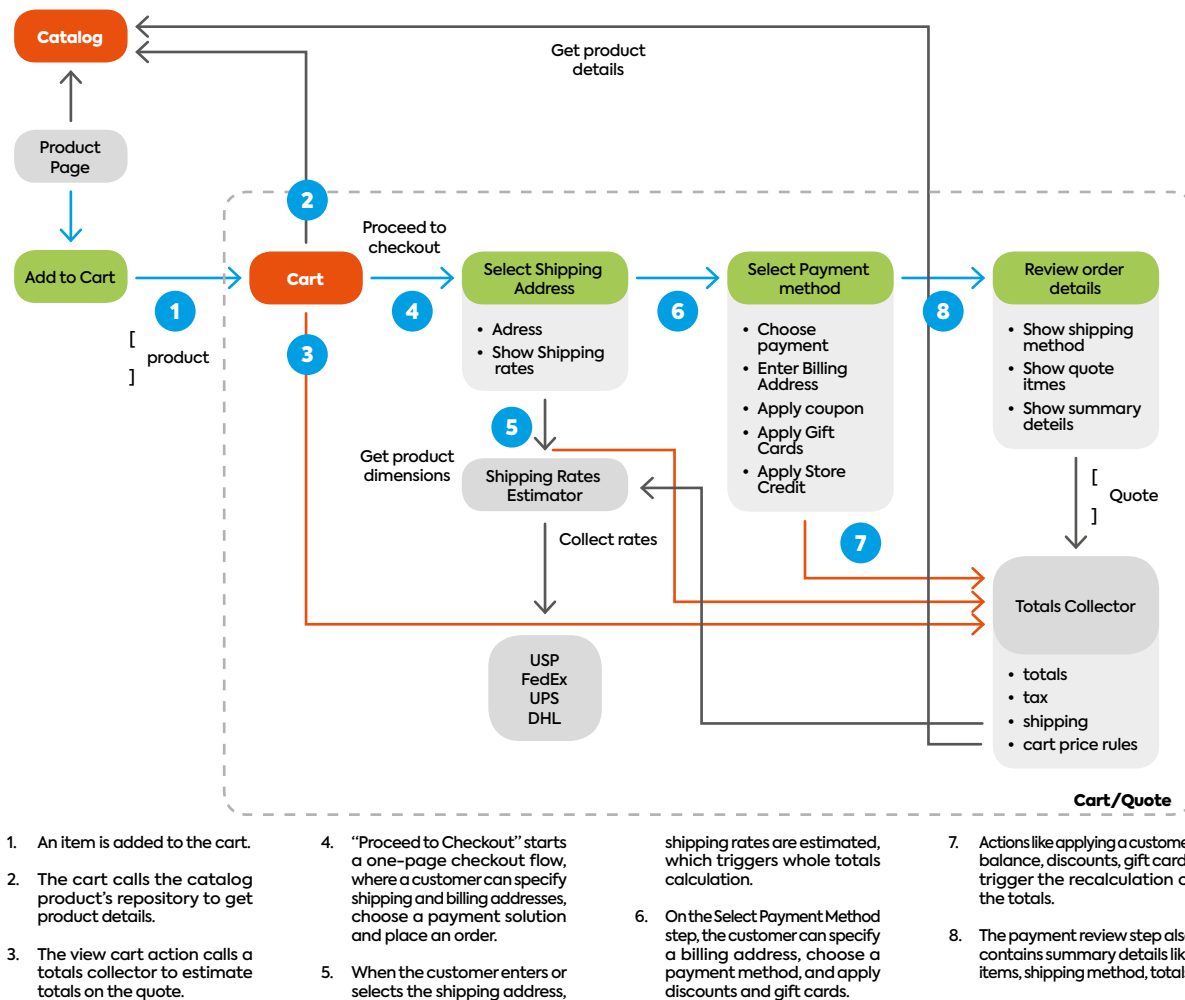 Catalog
Get product
details
Product
Page
2
Proceed to
checkout
Add to Cart
Cart
Select Shipping
Address
Select Payment
method
Review order
details
1
4
6
8
[
product
]
3
• Adress
• Show Shipping
rates
• Choose
payment
• Enter Billing
Address
• Apply coupon
• Apply Gift
Cards
• Apply Store
Credit
• Show shipping
method
• Show quote
itmes
• Show summary
deteils
5
Get product
dimensions
Shipping Rates
Estimator
[
Quote
]
Collect rates
7
Totals Collector
USP
FedEx
UPS
DHL
• totals
• tax
• shipping
• cart price rules
Cart/Quote
1. An item is added to the cart.
2. The cart calls the catalog
product's repository to get
product details.
3. The view cart action calls a
totals collector to estimate
totals on the quote.
4. “Proceed to Checkout” starts
a one-page checkout flow,
where a customer can specify
shipping and billing addresses,
choose a payment solution
and place an order.
5. When the customer enters or
selects the shipping address,
shipping rates are estimated,
which triggers whole totals
calculation.
6. On the Select Payment Method
step, the customer can specify
a billing address, choose a
payment method, and apply
discounts and gift cards.
7. Actions like applying a custome
balance, discounts, gift card
trigger the recalculation o
the totals.
8. The payment review step als
contains summary details lik
items, shipping method, total